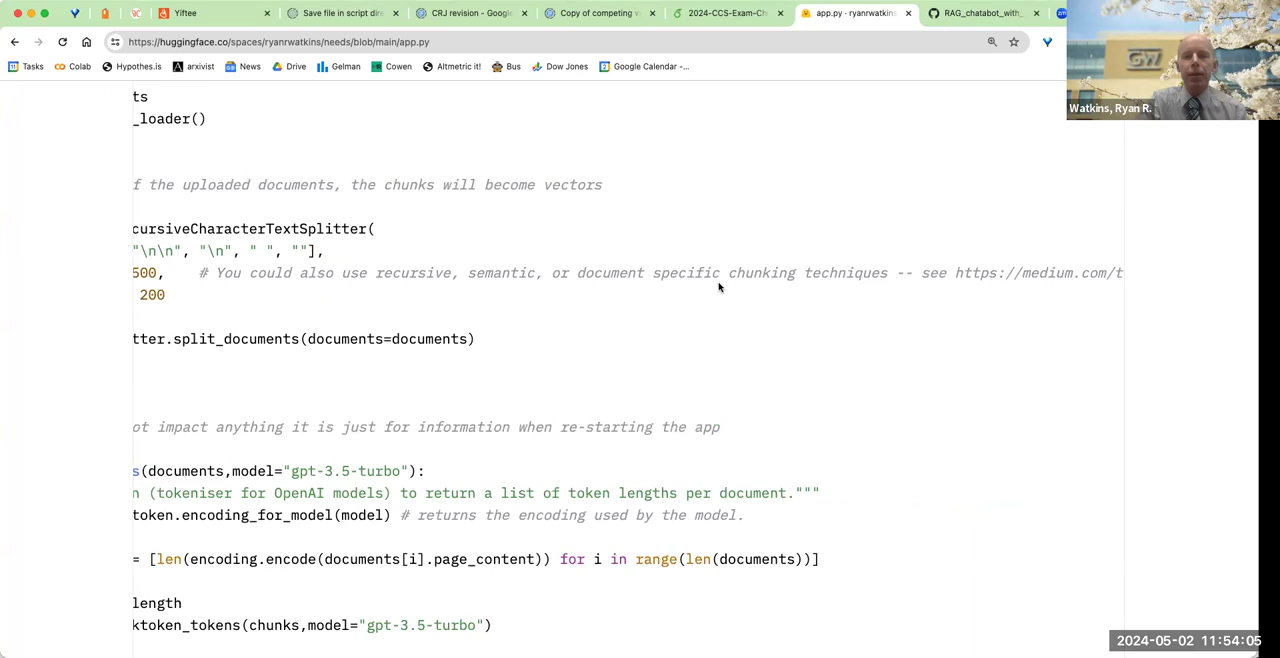 Yiftee
Save file in script dire
CRJ revision - Google
Copy of competing v
2024-CCS-Exam-Ch
app.py · ryanrwatkins
RAG_chatabot_with_
https://huggingface.co/spaces/ryanrwatkins/needs/blob/main/app.py
Tasks
Colab
Hypothes.is
arxivist
News
Drive
Gelman
Cowen
Altmetric it!
Bus
Dow Jones
Google Calendar -...
GW
Watkins, Ryan R.
ts
_loader()
f the uploaded documents, the chunks will become vectors
cursiveCharacterTextSplitter(
"\n\n", "\n", " ", ""],
500,    # You could also use recursive, semantic, or document specific chunking techniques -- see https://medium.com/t
200
tter.split_documents(documents=documents)
ot impact anything it is just for information when re-starting the app
s(documents,model="gpt-3.5-turbo"):
n (tokeniser for OpenAI models) to return a list of token lengths per document."""
token.encoding_for_model(model) # returns the encoding used by the model.
= [len(encoding.encode(documents[i].page_content)) for i in range(len(documents))]
length
ktoken_tokens(chunks,model="gpt-3.5-turbo")
2024-05-02 11:54:05